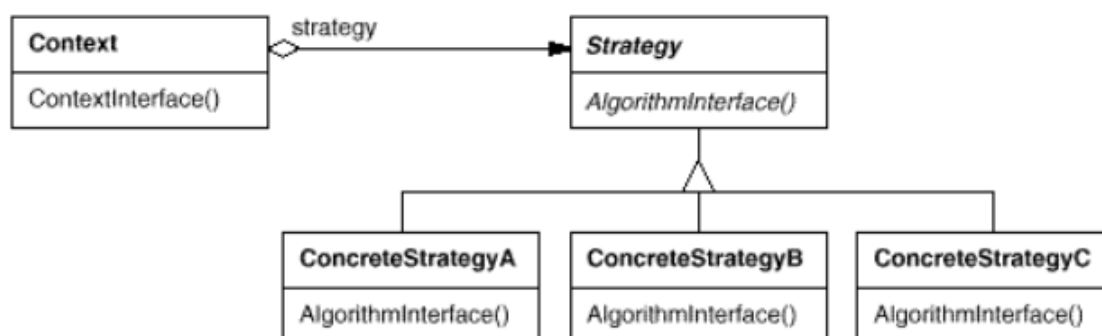 strategy
Context
Strategy
ContextInterface()
AlgorithmInterface()
ConcreteStrategyA
ConcreteStrategyB
ConcreteStrategyC
AlgorithmInterface()
AlgorithmInterface()
AlgorithmInterface()